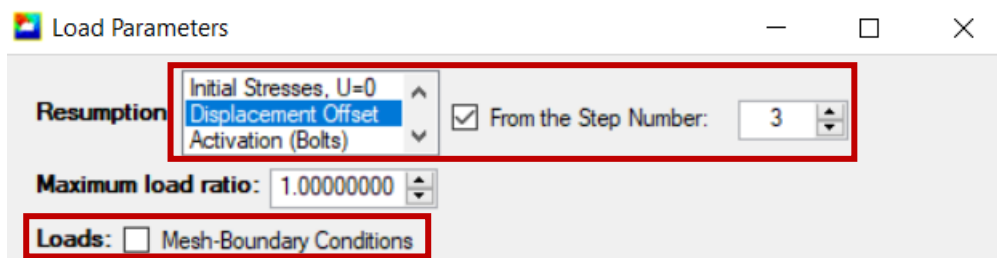 Load Parameters
Initial Stresses, U=0
Resumption Displacement Offset From the Step Number: 3
Activation (Bolts)
Maximum load ratio: 1.00000000
Loads: Mesh-Boundary Conditions